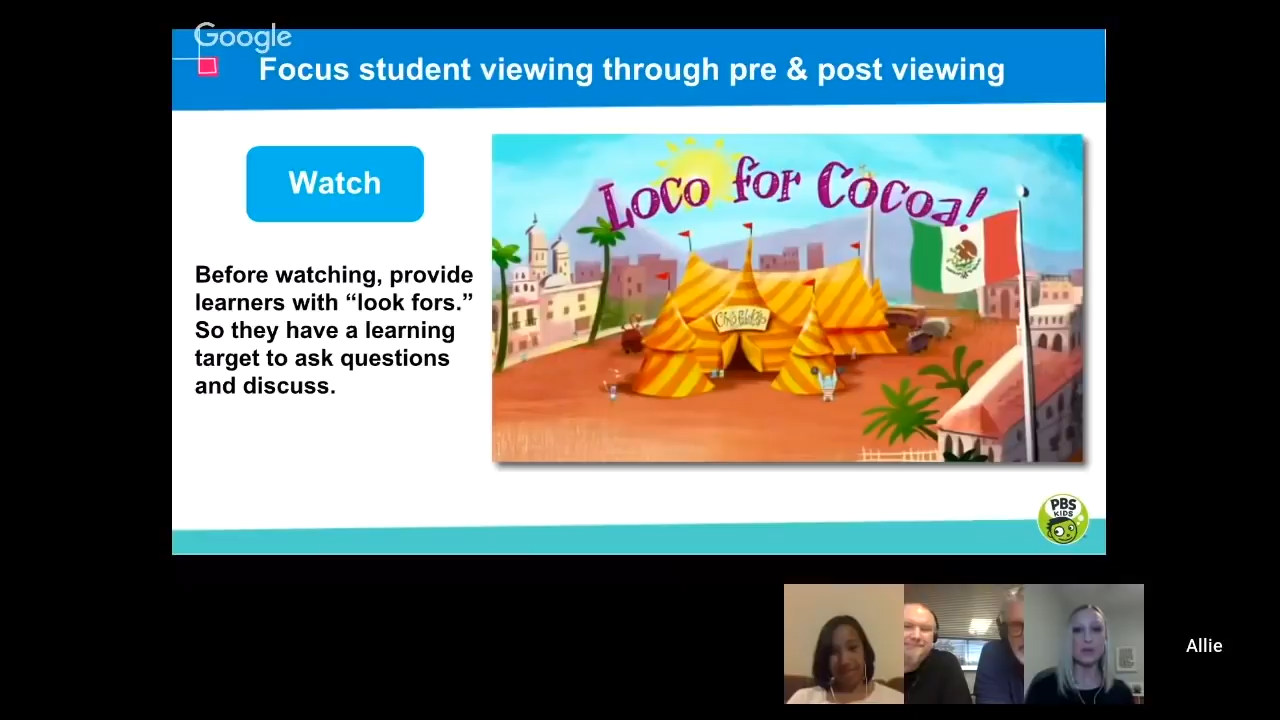 Google
Focus student viewing through pre & post viewing
Watch
Before watching, provide
learners with “look fors.”
So they have a learning
target to ask questions
and discuss.
Loco for Cocoa!
PBS
KIDS
Allie